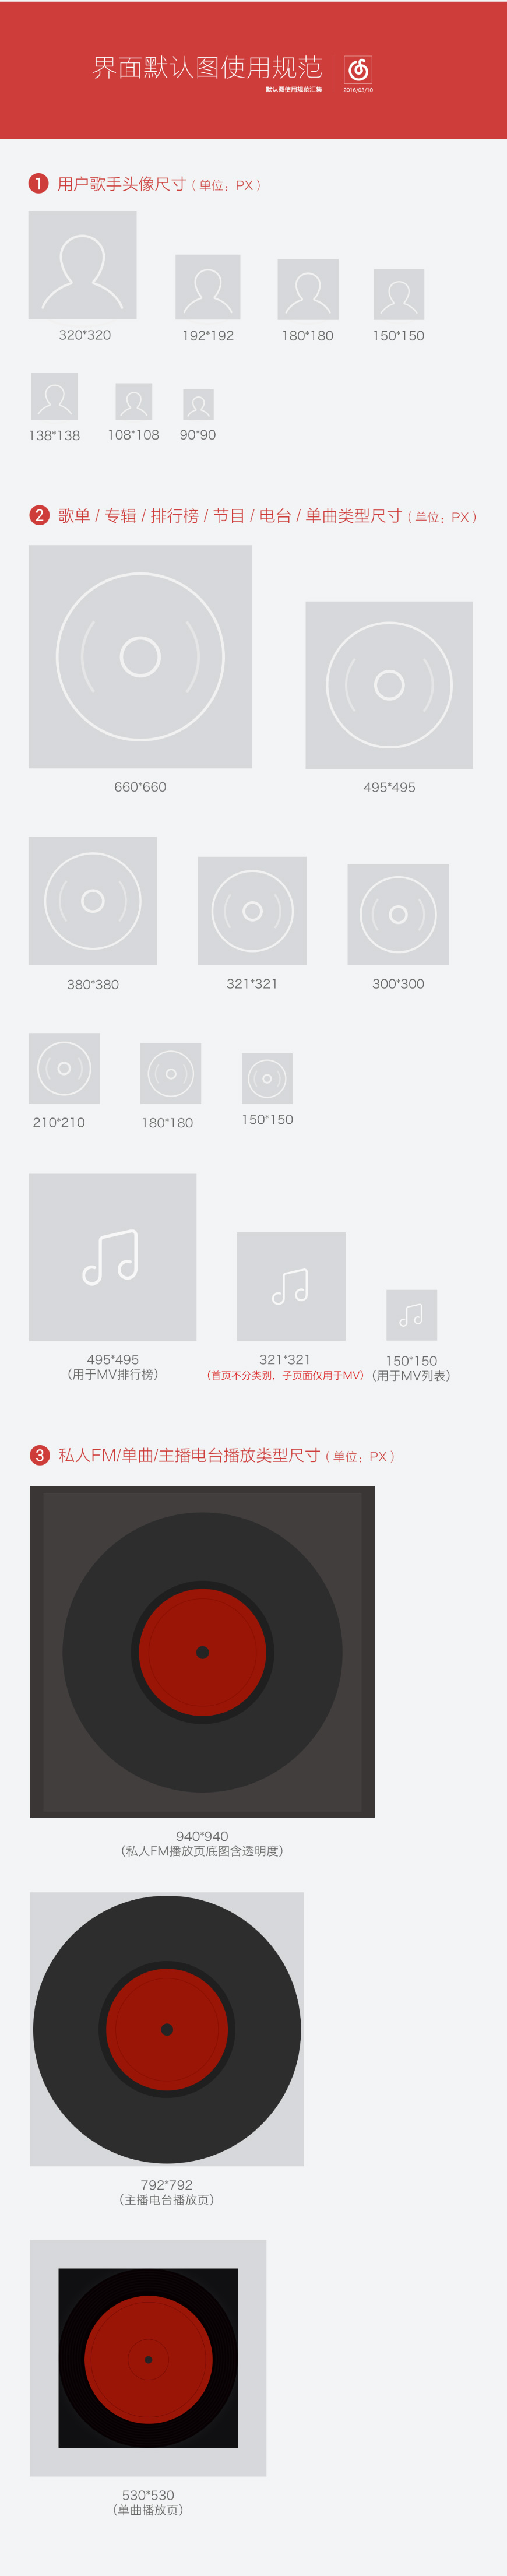 界面默认图使用规范
默认图使用规范汇集
2016/03/10
1 用户歌手头像尺寸（单位：PX）
320*320 192*192 180*180 150*150
138*138 108*108 90*90
2 歌单 / 专辑 / 排行榜 / 节目 / 电台 / 单曲类型尺寸（单位：PX）
660*660 495*495
380*380 321*321 300*300
210*210 180*180 150*150
495*495 321*321 150*150
（用于MV排行榜） （首页不分类别，子页面仅用于MV） （用于MV列表）
3 私人FM/单曲/主播电台播放类型尺寸（单位：PX）
940*940
（私人FM播放页底图含透明度）
792*792
（主播电台播放页）
530*530
（单曲播放页）